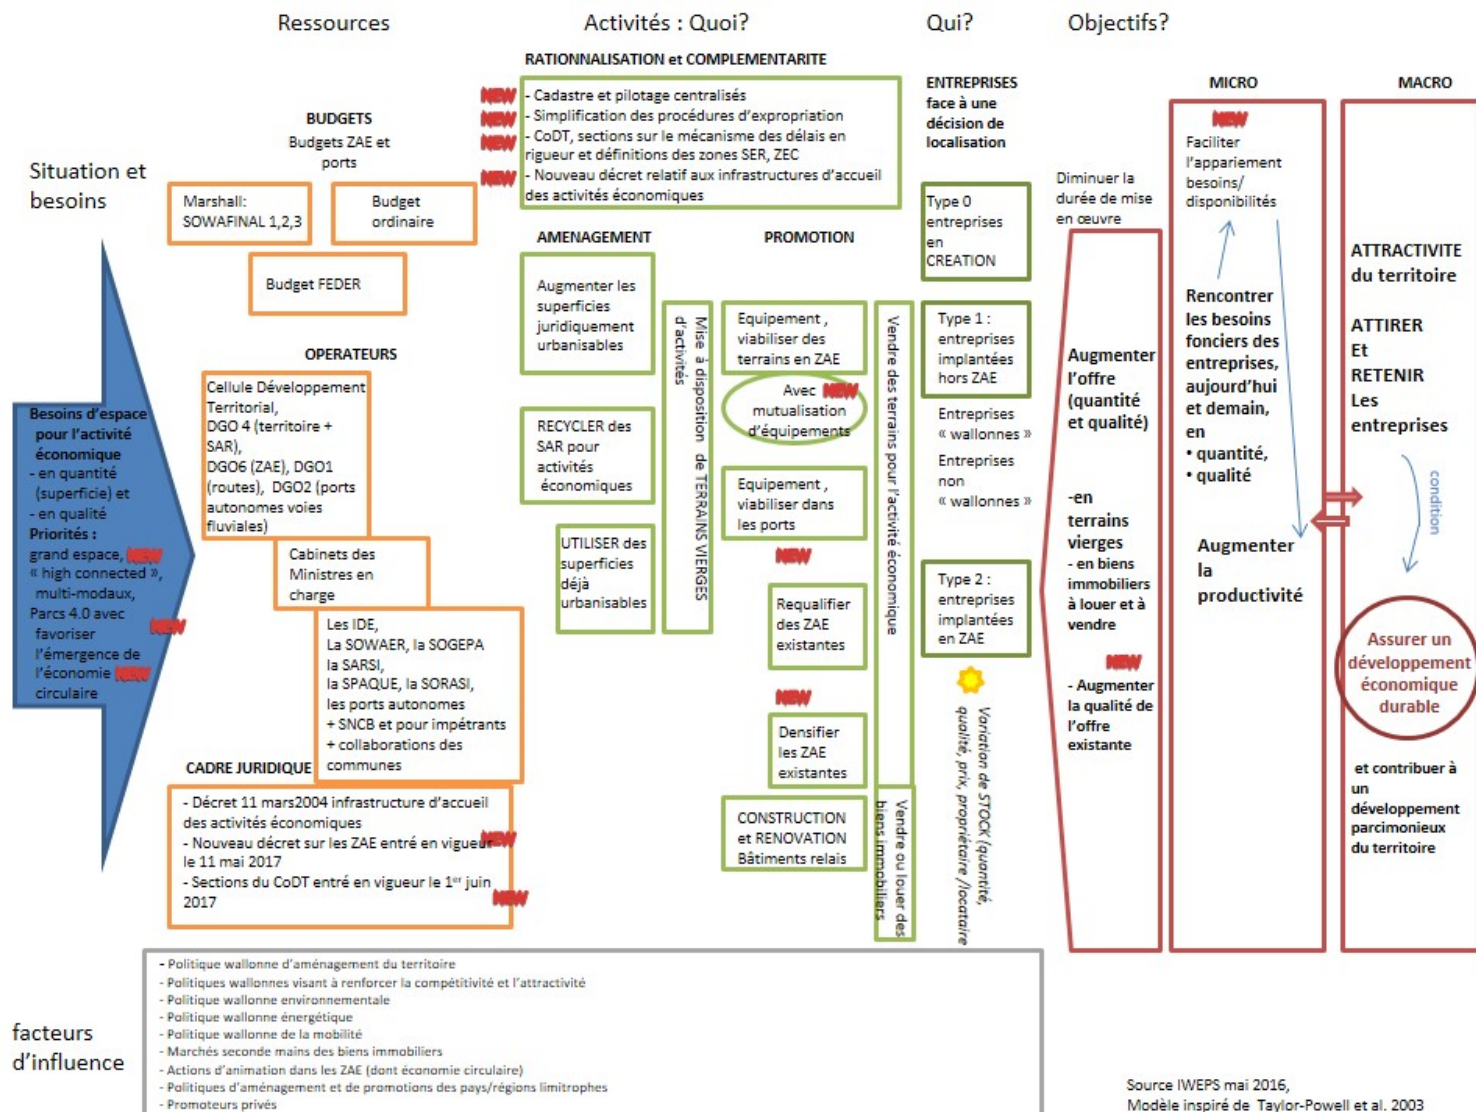 Ressources
Activités : Quoi?
Qui?
Objectifs?
Situation et
besoins
Besoins d'espace
pour l'activité
économique
- en quantité
(superficie) et
- en qualité
Priorités :
grand espace, NEW
« high connected »,
multi-modaux,
Parcs 4.0 avec
favoriser NEW
l'émergence de
l'économie NEW
circulaire
BUDGETS
Budgets ZAE et
ports
Marshall:
SOWAFINAL 1,2,3
Budget
ordinaire
Budget FEDER
OPERATEURS
Cellule Développement
Territorial,
DGO 4 (territoire +
SAR),
DGO6 (ZAE), DGO1
(routes), DGO2 (ports
autonomes voies
fluviales)
Cabinets des
Ministres en
charge
Les IDE,
La SOWAER, la SOGEPA
la SARSI,
la SPAQUE, la SORASI,
les ports autonomes
+ SNCB et pour impétrants
+ collaborations des
communes
CADRE JURIDIQUE
- Décret 11 mars2004 infrastructure d'accueil
des activités économiques
- Nouveau décret sur les ZAE entré en vigueur NEW
le 11 mai 2017
- Sections du CoDT entré en vigueur le 1er juin
2017 NEW
RATIONNALISATION et COMPLEMENTARITE
NEW - Cadastre et pilotage centralisés
NEW - Simplification des procédures d'expropriation
NEW - CoDT, sections sur le mécanisme des délais en
rigueur et définitions des zones SER, ZEC
NEW - Nouveau décret relatif aux infrastructures d'accueil
des activités économiques
AMENAGEMENT
Augmenter les
superficies
juridiquement
urbanisables
RECYCLER des
SAR pour
activités
économiques
UTILISER des
superficies
déjà
urbanisables
Mise à disposition de TERRAINS VIERGES
d'activités
PROMOTION
Equipement ,
viabiliser des
terrains en ZAE
Avec NEW
mutualisation
d'équipements
Equipement ,
viabiliser dans
les ports
NEW
Requalifier
des ZAE
existantes
NEW
Densifier
les ZAE
existantes
CONSTRUCTION
et RENOVATION
Bâtiments relais
Vendre des terrains pour l'activité économique
Vendre ou louer des
biens immobiliers
ENTREPRISES
face à une
décision de
localisation
Type 0
entreprises
en
CREATION
Type 1 :
entreprises
implantées
hors ZAE
Entreprises
« wallonnes »
Entreprises
non
« wallonnes »
Type 2 :
entreprises
implantées
en ZAE
Variation de STOCK (quantité,
qualité, prix, propriétaire /locataire
Diminuer la
durée de mise
en œuvre
Augmenter
l'offre
(quantité
et qualité)
-en
terrains
vierges
- en biens
immobiliers
à louer et à
vendre
NEW
- Augmenter
la qualité de
l'offre
existante
MICRO
NEW
Faciliter
l'appariement
besoins/
disponibilités
Rencontrer
les besoins
fonciers des
entreprises,
aujourd'hui
et demain,
en
• quantité,
• qualité
Augmenter
la
productivité
MACRO
ATTRACTIVITE
du territoire
ATTIRER
Et
RETENIR
Les
entreprises
condition
Assurer un
développement
économique
durable
et contribuer à
un
développement
parcimonieux
du territoire
facteurs
d'influence
- Politique wallonne d'aménagement du territoire
- Politiques wallonnes visant à renforcer la compétitivité et l'attractivité
- Politique wallonne environnementale
- Politique wallonne énergétique
- Politique wallonne de la mobilité
- Marchés seconde mains des biens immobiliers
- Actions d'animation dans les ZAE (dont économie circulaire)
- Politiques d'aménagement et de promotions des pays/régions limitrophes
- Promoteurs privés
Source IWEPS mai 2016,
Modèle inspiré de Taylor-Powell et al. 2003